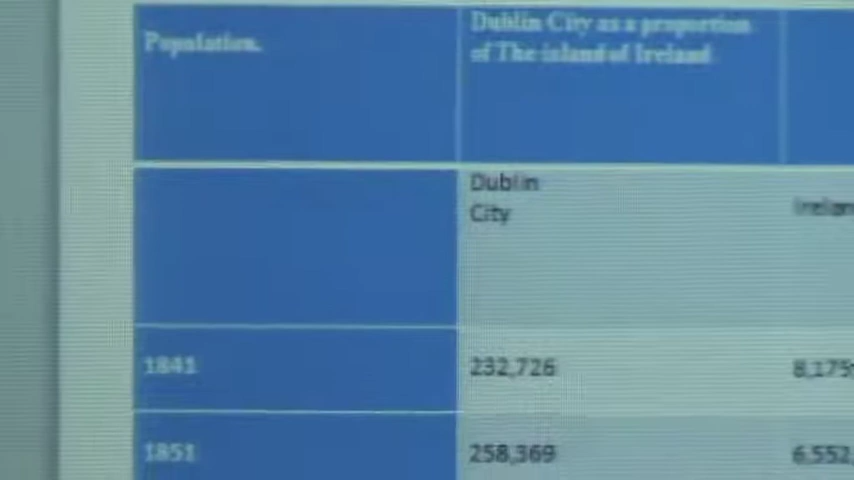 Population.
Dublin City as a proportion
of The island of Ireland
Dublin
City
1841
232,726
1851
258,369